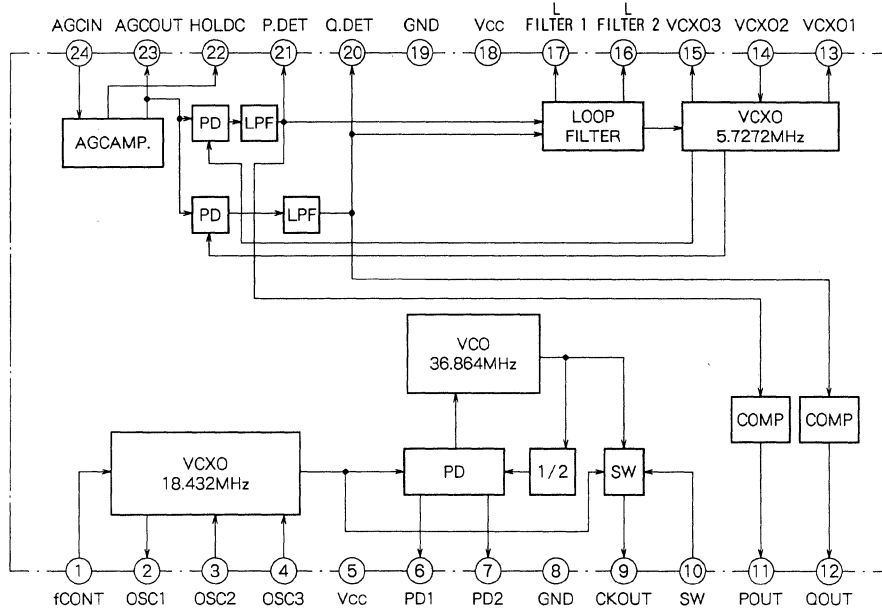 AGCIN AGCOUT HOLDC P.DET Q.DET GND Vcc L FILTER 1 L FILTER 2 VCXO3 VCXO2 VCXO1
24 23 22 21 20 19 18 17 16 15 14 13
AGCAMP.
PD
LPF
LOOP
FILTER
VCXO
5.7272MHz
PD
LPF
VCO
36.864MHz
COMP
COMP
VCXO
18.432MHz
PD
1/2
SW
1 2 3 4 5 6 7 8 9 10 11 12
fCONT OSC1 OSC2 OSC3 Vcc PD1 PD2 GND CKOUT SW POUT QOUT